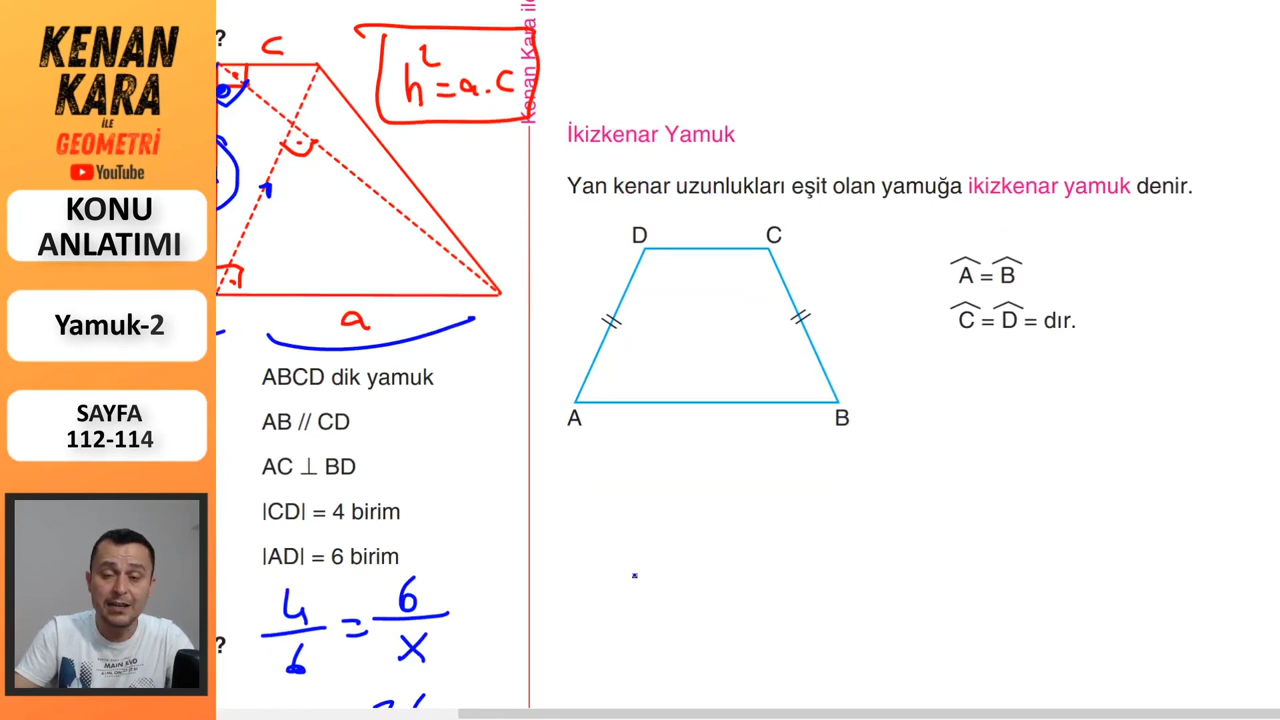 KENAN
KARA
İLE
GEOMETRİ
YouTube
KONU
ANLATIMI
Yamuk-2
SAYFA
112-114
?
c
h² = a.c
a
ABCD dik yamuk
AB // CD
AC ⊥ BD
|CD| = 4 birim
|AD| = 6 birim
?
4/6 = 6/x
Kenan Kara ile
İkizkenar Yamuk
Yan kenar uzunlukları eşit olan yamuğa ikizkenar yamuk denir.
D C
A B
Â = B̂
Ĉ = D̂ = dır.